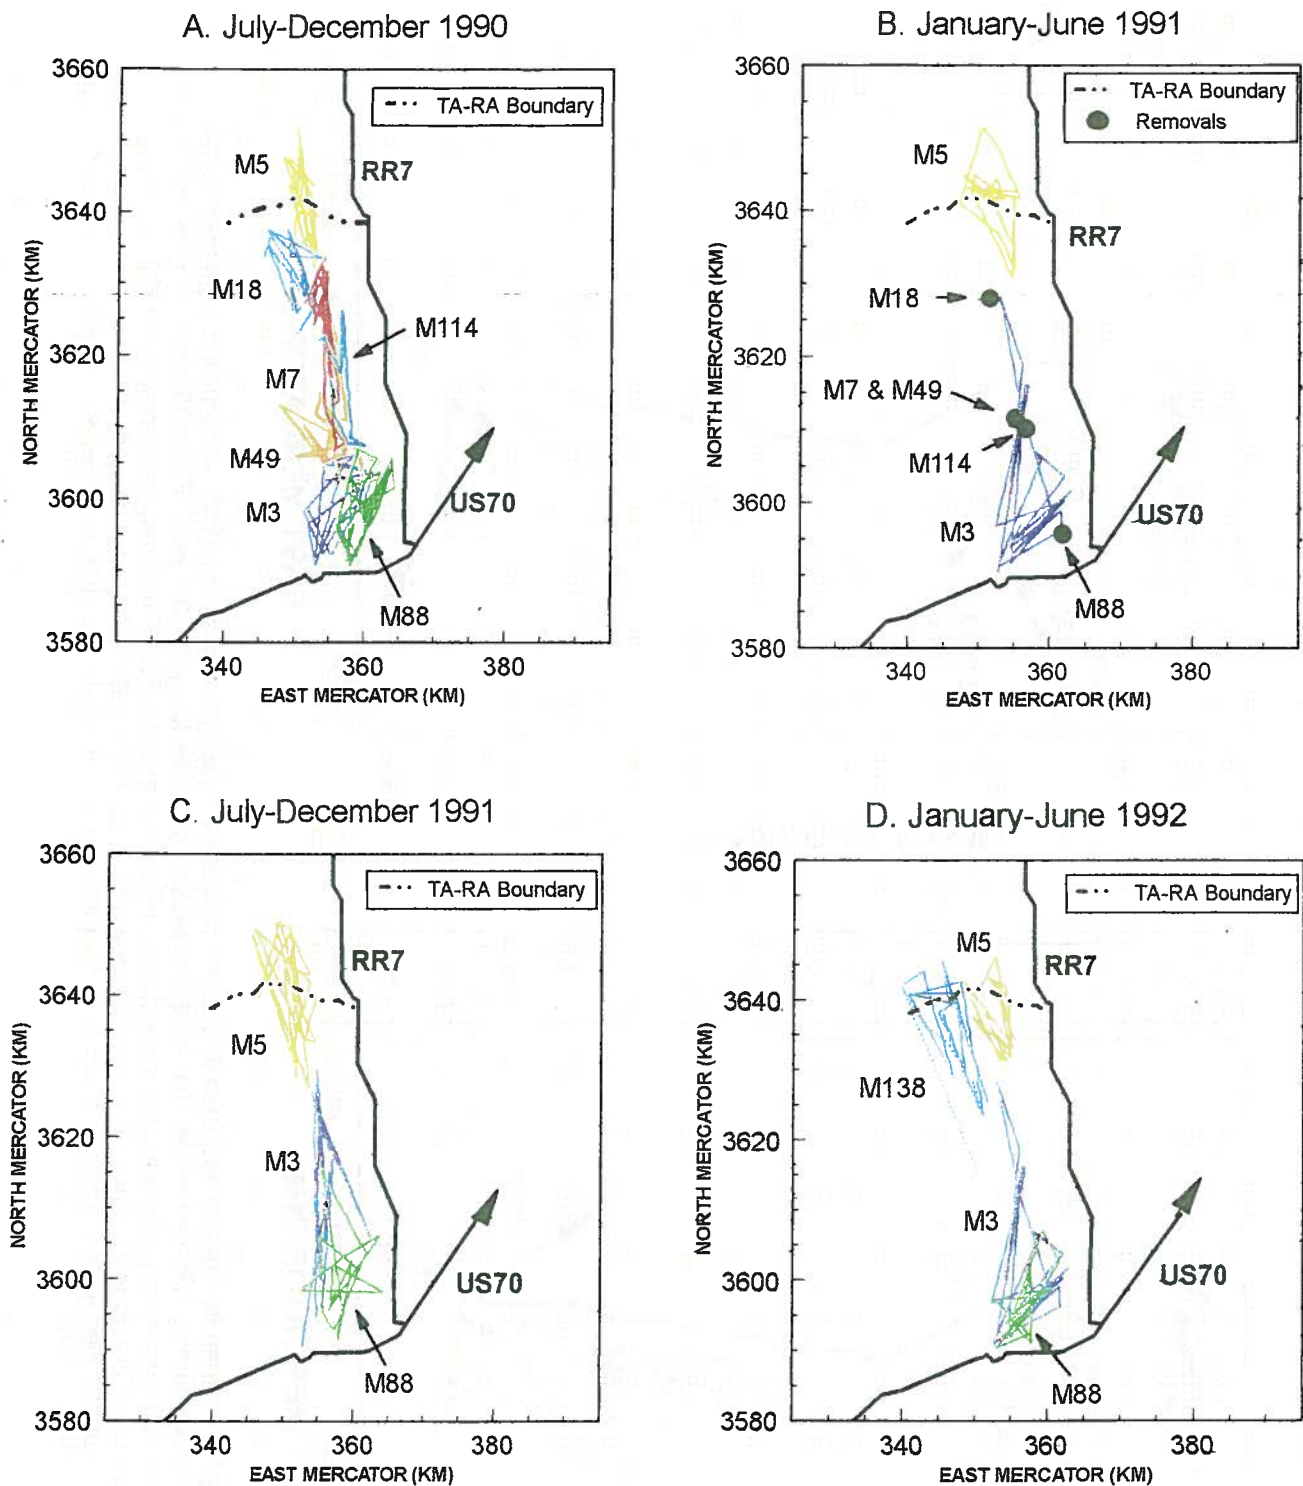 A. July-December 1990
3660
3640
3620
3600
3580
NORTH MERCATOR (KM)
TA-RA Boundary
M5
RR7
M18
M114
M7
M49
M3
US70
M88
340
360
380
EAST MERCATOR (KM)
B. January-June 1991
3660
3640
3620
3600
3580
NORTH MERCATOR (KM)
TA-RA Boundary
Removals
M5
RR7
M18
M7 & M49
M114
M3
US70
M88
340
360
380
EAST MERCATOR (KM)
C. July-December 1991
3660
3640
3620
3600
3580
NORTH MERCATOR (KM)
TA-RA Boundary
RR7
M5
M3
US70
M88
340
360
380
EAST MERCATOR (KM)
D. January-June 1992
3660
3640
3620
3600
3580
NORTH MERCATOR (KM)
TA-RA Boundary
M5
RR7
M138
M3
US70
M88
340
360
380
EAST MERCATOR (KM)